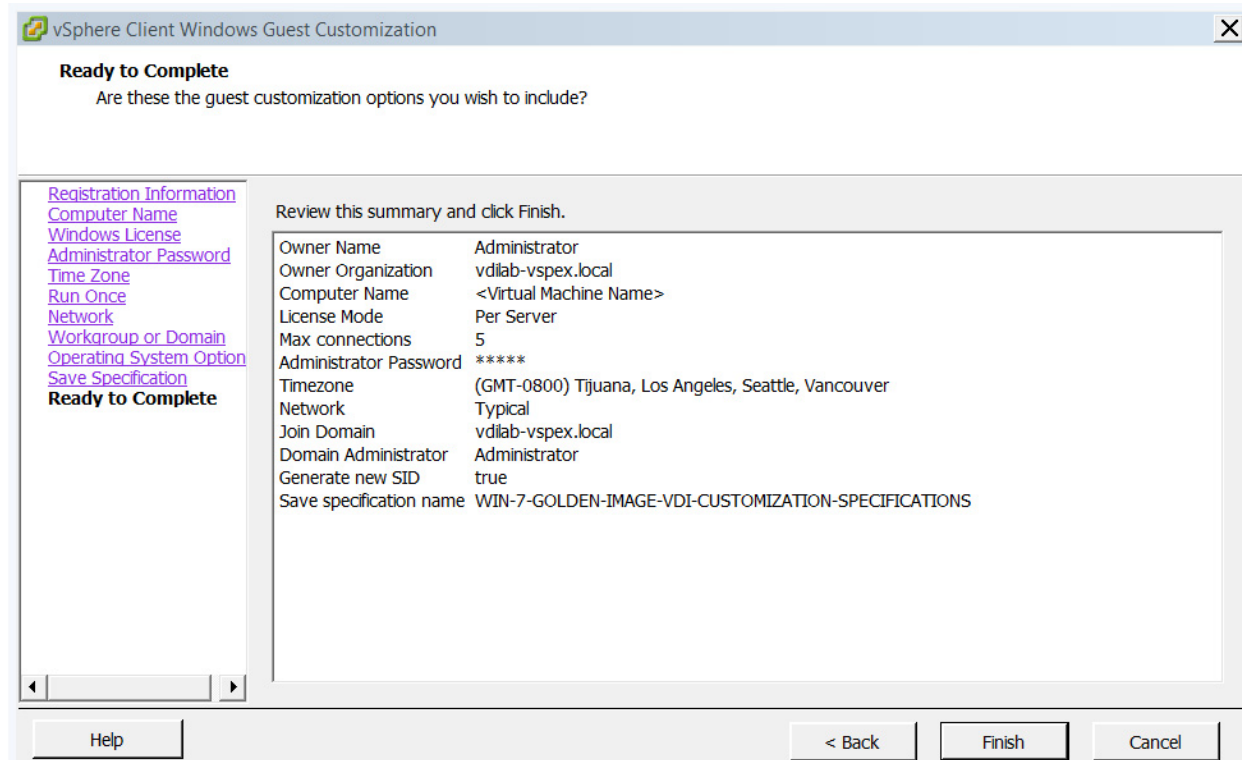 vSphere Client Windows Guest Customization
Ready to Complete
Are these the guest customization options you wish to include?
Registration Information
Computer Name
Windows License
Administrator Password
Time Zone
Run Once
Network
Workgroup or Domain
Operating System Option
Save Specification
Ready to Complete
Review this summary and click Finish.
Owner Name Administrator
Owner Organization vdilab-vspex.local
Computer Name <Virtual Machine Name>
License Mode Per Server
Max connections 5
Administrator Password *****
Timezone (GMT-0800) Tijuana, Los Angeles, Seattle, Vancouver
Network Typical
Join Domain vdilab-vspex.local
Domain Administrator Administrator
Generate new SID true
Save specification name WIN-7-GOLDEN-IMAGE-VDI-CUSTOMIZATION-SPECIFICATIONS
Help < Back Finish Cancel